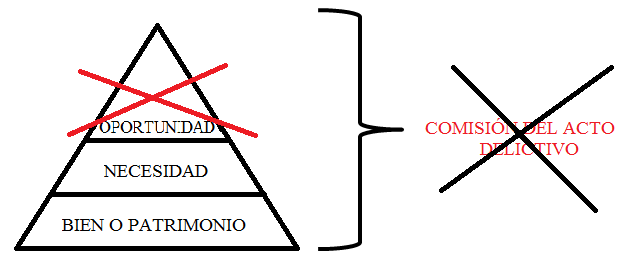 OPORTUNIDAD
NECESIDAD
BIEN O PATRIMONIO
COMISIÓN DEL ACTO
DELICTIVO